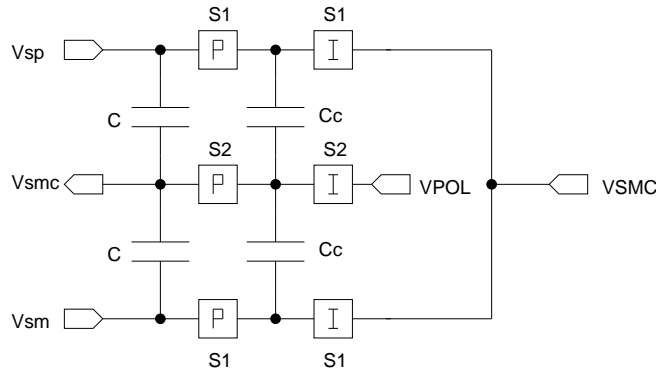 S1 S1
Vsp P I
C Cc
S2 S2
Vsmc P I VPOL VSMC
C Cc
Vsm P I
S1 S1